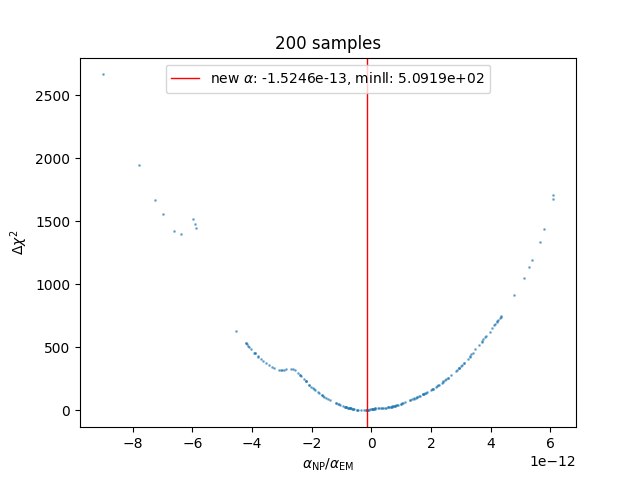 200 samples
new α: -1.5246e-13, minll: 5.0919e+02
2500
2000
1500
1000
500
0
Δχ²
−8 −6 −4 −2 0 2 4 6
1e−12
α_NP/α_EM